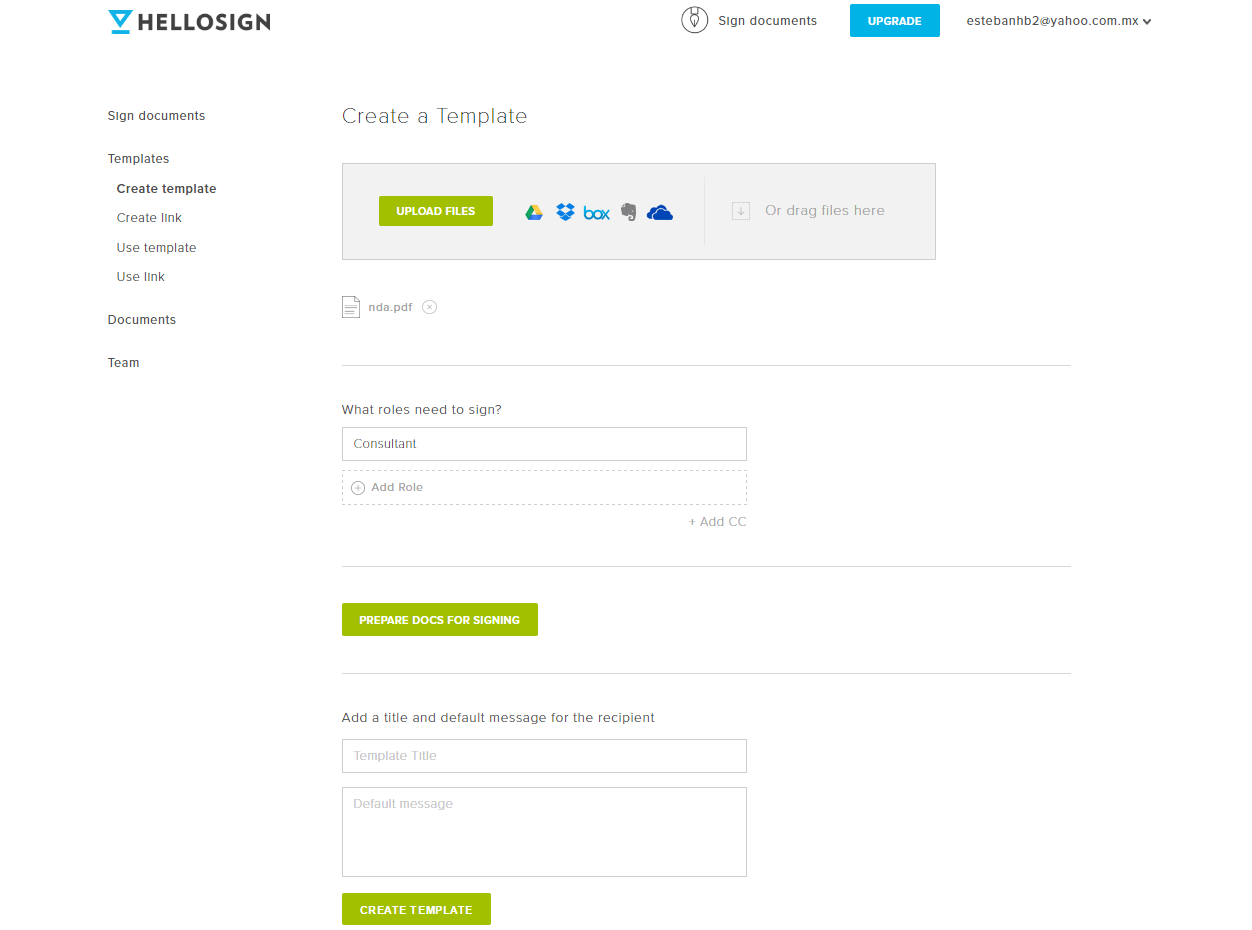 HELLOSIGN
Sign documents
UPGRADE
estebanhb2@yahoo.com.mx
Sign documents
Templates
Create template
Create link
Use template
Use link
Documents
Team
Create a Template
UPLOAD FILES
box
Or drag files here
nda.pdf
What roles need to sign?
Consultant
Add Role
+ Add CC
PREPARE DOCS FOR SIGNING
Add a title and default message for the recipient
Template Title
Default message
CREATE TEMPLATE